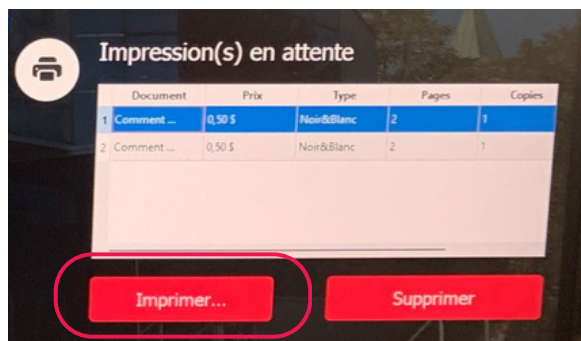 Impression(s) en attente
Document Prix Type Pages Copies
1 Comment ... 0,50 $ Noir&Blanc 2 1
2 Comment ... 0,50 $ Noir&Blanc 2 1
Imprimer... Supprimer